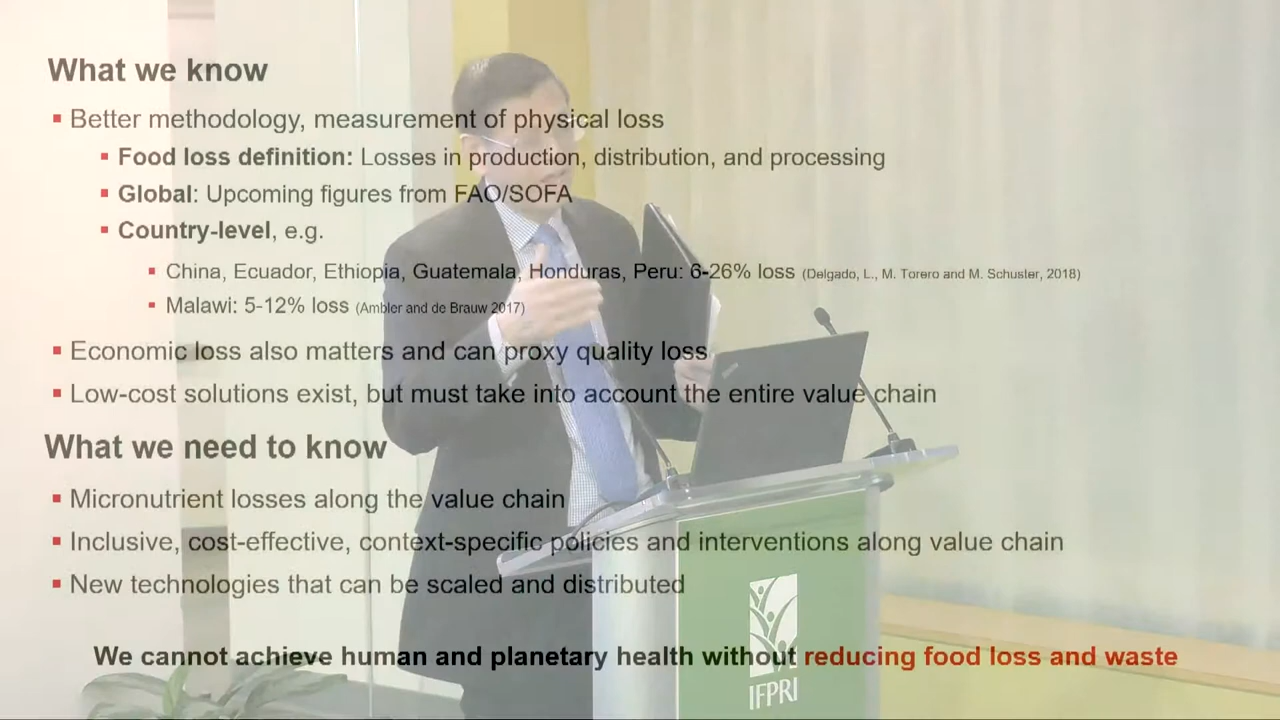 What we know
Better methodology, measurement of physical loss
Food loss definition: Losses in production, distribution, and processing
Global: Upcoming figures from FAO/SOFA
Country-level, e.g.
China, Ecuador, Ethiopia, Guatemala, Honduras, Peru: 6-26% loss (Delgado, L., M. Torero and M. Schuster, 2018)
Malawi: 5-12% loss (Ambler and de Brauw 2017)
Economic loss also matters and can proxy quality loss
Low-cost solutions exist, but must take into account the entire value chain
What we need to know
Micronutrient losses along the value chain
Inclusive, cost-effective, context-specific policies and interventions along value chain
New technologies that can be scaled and distributed
We cannot achieve human and planetary health without reducing food loss and waste
IFPRI